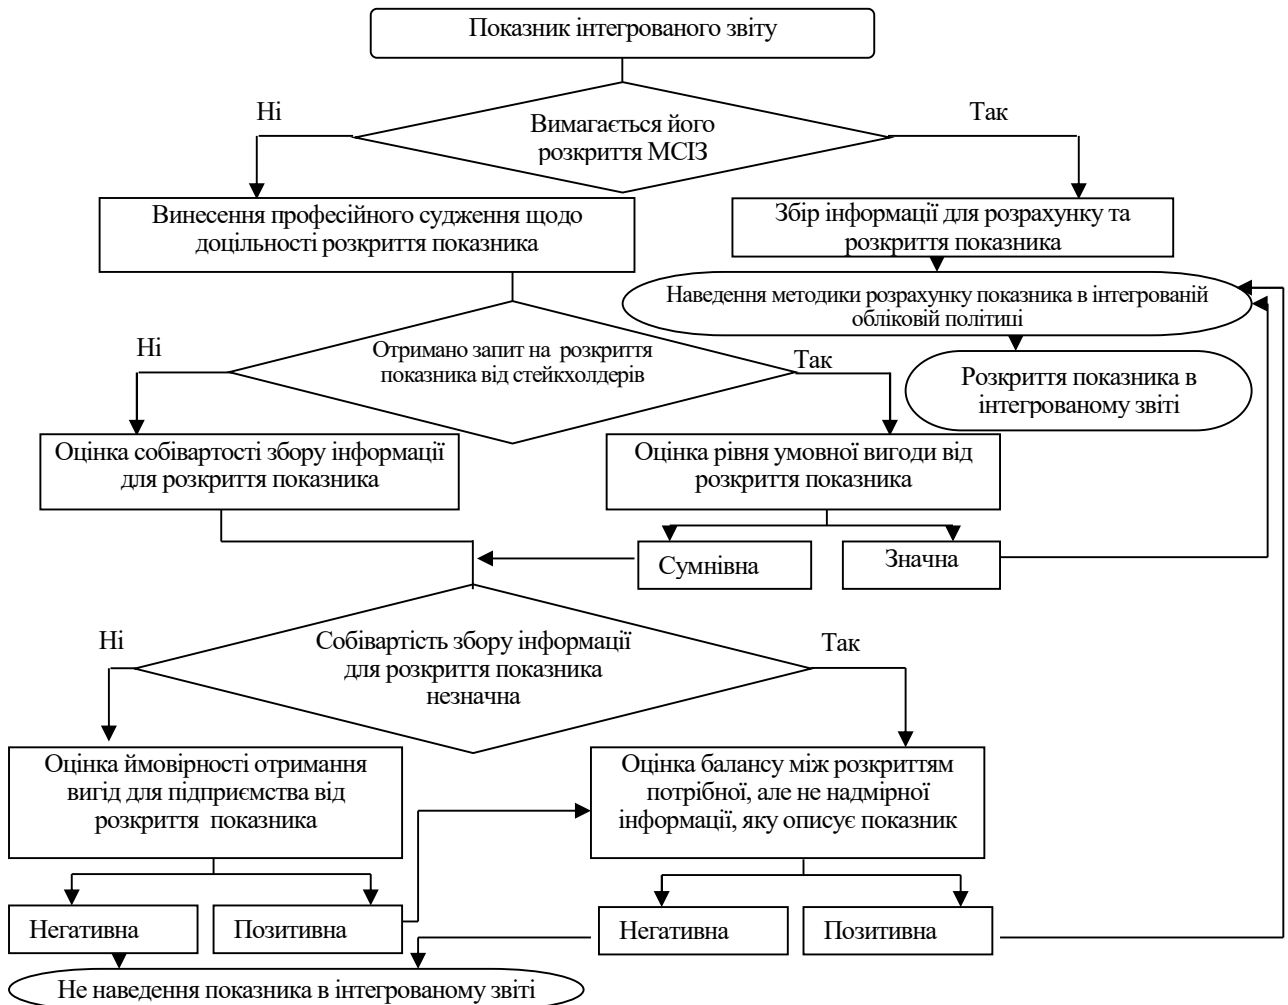 Показник інтегрованого звіту
Ні
Так
Вимагається його
розкриття МСІЗ
Винесення професійного судження щодо
доцільності розкриття показника
Збір інформації для розрахунку та
розкриття показника
Наведення методики розрахунку показника в інтегрованій
обліковій політиці
Ні
Отримано запит на розкриття
показника від стейкхолдерів
Так
Розкриття показника в
інтегрованому звіті
Оцінка собівартості збору інформації
для розкриття показника
Оцінка рівня умовної вигоди від
розкриття показника
Сумнівна
Значна
Ні
Собівартість збору інформації
для розкриття показника
незначна
Так
Оцінка ймовірності отримання
вигід для підприємства від
розкриття показника
Оцінка балансу між розкриттям
потрібної, але не надмірної
інформації, яку описує показник
Негативна
Позитивна
Негативна
Позитивна
Не наведення показника в інтегрованому звіті